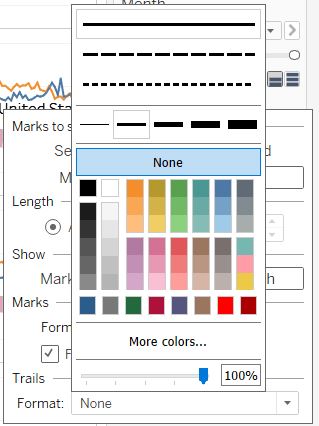 Month
United Sta
Marks to s
None
Se
d
M
Length
A
Show
Mark
h
Marks
Form
F
More colors...
Trails
100%
Format:
None